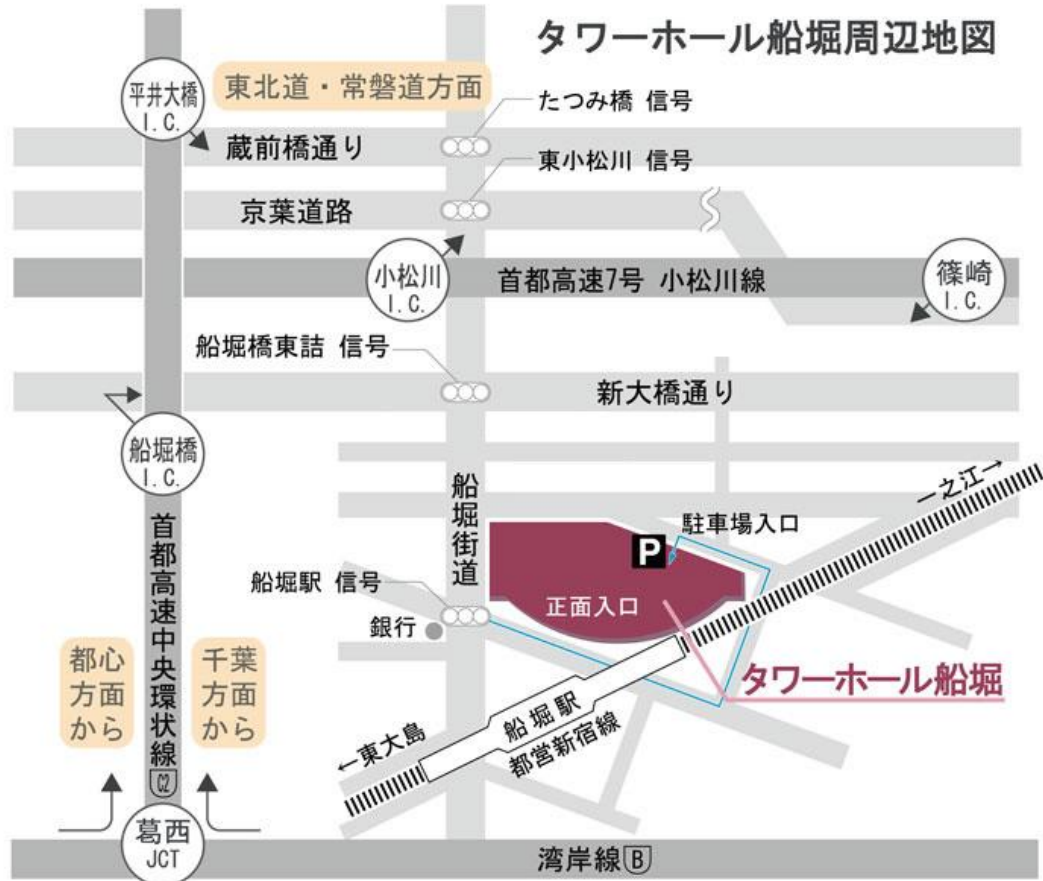 タワーホール船堀周辺地図
平井大橋
I.C.
東北道・常磐道方面
たつみ橋 信号
蔵前橋通り
東小松川 信号
京葉道路
小松川
I.C.
首都高速7号 小松川線
篠崎
I.C.
船堀橋東詰 信号
新大橋通り
船堀橋
I.C.
船堀街道
一之江→
駐車場入口
P
首都高速中央環状線
C2
船堀駅 信号
正面入口
銀行
都心
方面
から
千葉
方面
から
タワーホール船堀
船堀駅
都営新宿線
←東大島
葛西
JCT
湾岸線B